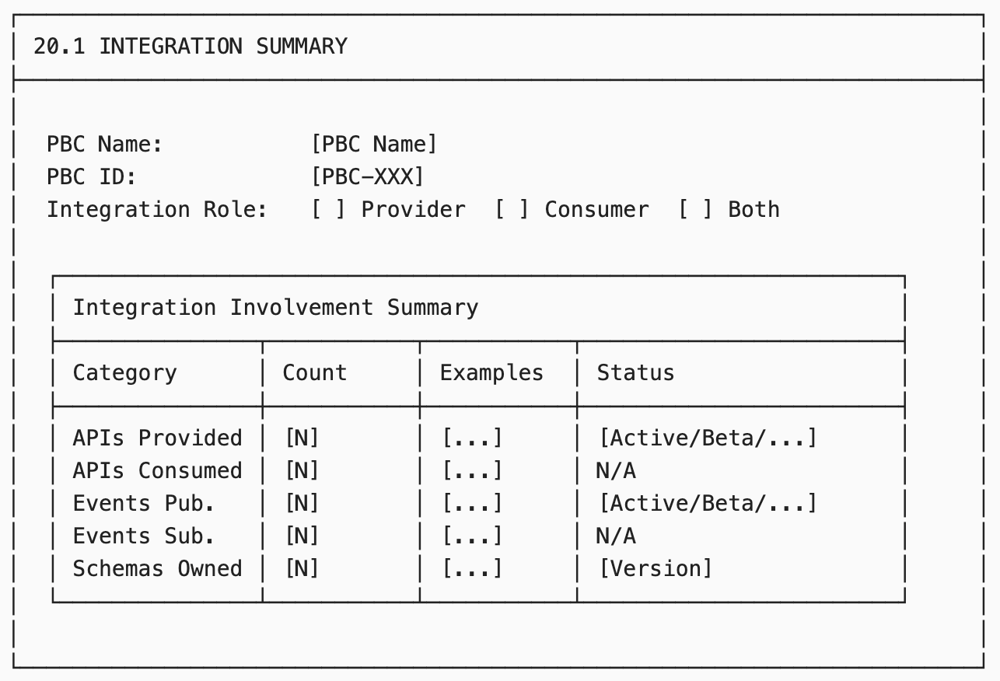 20.1 INTEGRATION SUMMARY
PBC Name: [PBC Name]
PBC ID: [PBC-XXX]
Integration Role: [ ] Provider [ ] Consumer [ ] Both
Integration Involvement Summary
Category Count Examples Status
APIs Provided [N] [...] [Active/Beta/...]
APIs Consumed [N] [...] N/A
Events Pub. [N] [...] [Active/Beta/...]
Events Sub. [N] [...] N/A
Schemas Owned [N] [...] [Version]